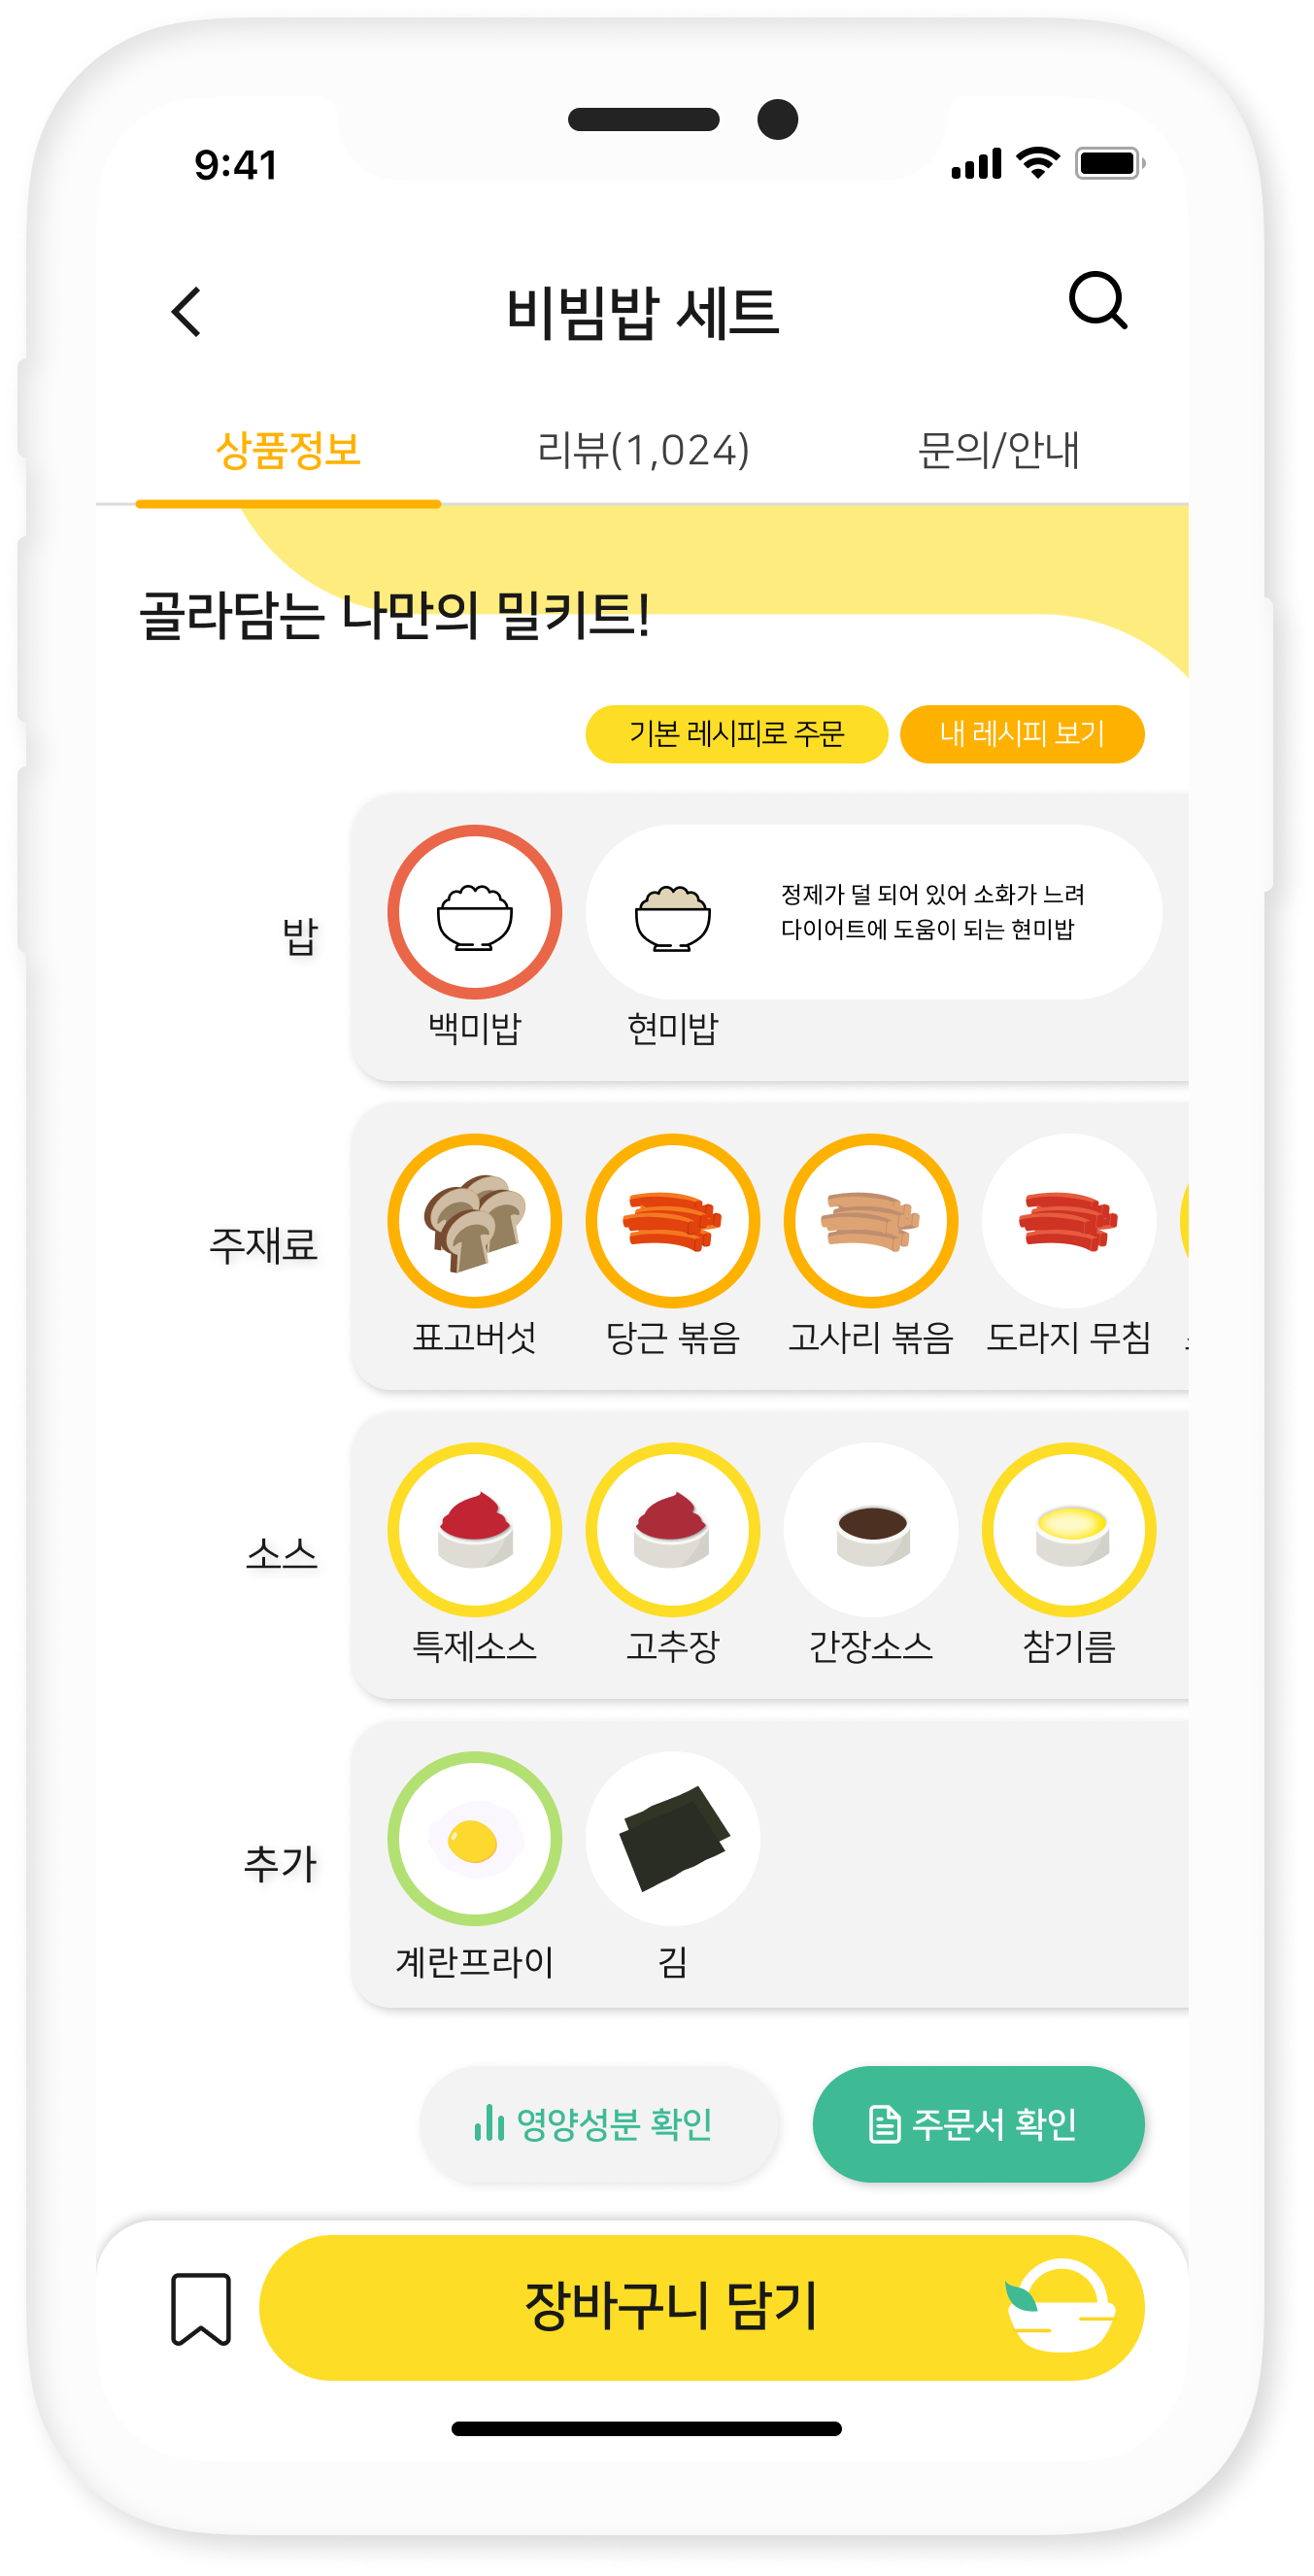 9:41
비빔밥 세트
상품정보
리뷰(1,024)
문의/안내
골라담는 나만의 밀키트!
기본 레시피로 주문
내 레시피 보기
밥
정제가 덜 되어 있어 소화가 느려
다이어트에 도움이 되는 현미밥
백미밥
현미밥
주재료
표고버섯
당근 볶음
고사리 볶음
도라지 무침
소스
특제소스
고추장
간장소스
참기름
추가
계란프라이
김
영양성분 확인
주문서 확인
장바구니 담기